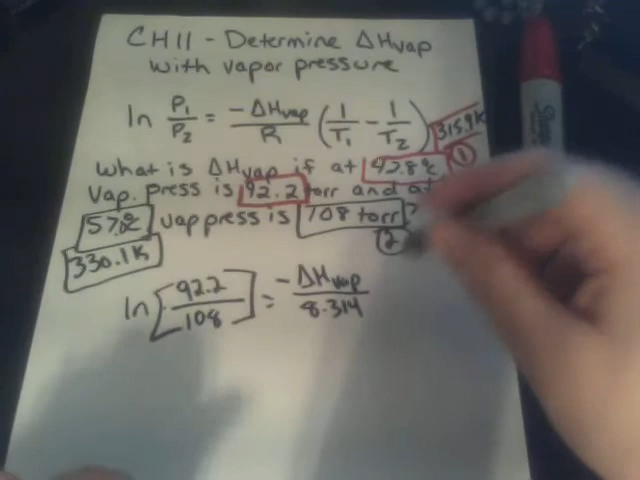 CH11 - Determine ΔHvap
with vapor pressure
ln P1/P2 = -ΔHvap/R (1/T1 - 1/T2) 315.9K
What is ΔHvap if at 42.8°C 1
Vap. press is 92.2 torr and at
57°C vap press is 108 torr?
330.1K 2
ln [92.2/108] = -ΔHvap/8.314